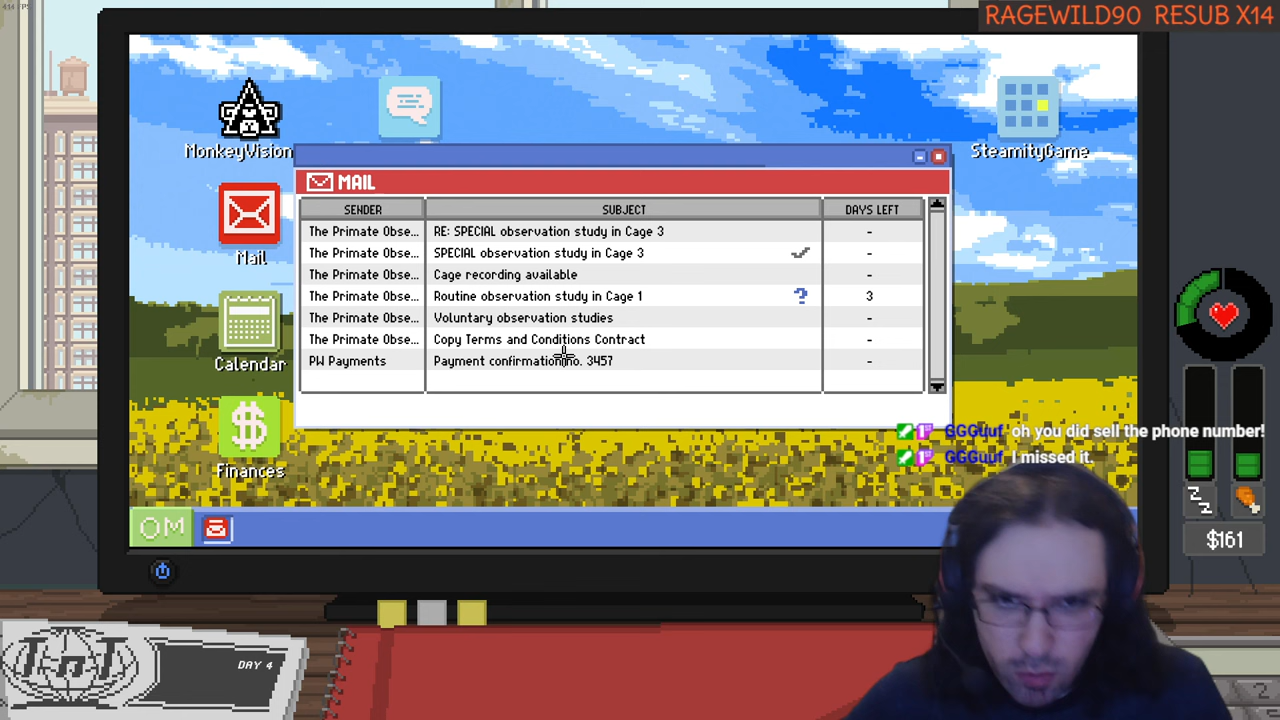 RAGEWILD90 RESUB X14
MonkeyVision
SteamityGame
MAIL
SENDER SUBJECT DAYS LEFT
The Primate Obse... RE: SPECIAL observation study in Cage 3 -
The Primate Obse... SPECIAL observation study in Cage 3 -
The Primate Obse... Cage recording available -
The Primate Obse... Routine observation study in Cage 1 ? 3
The Primate Obse... Voluntary observation studies -
The Primate Obse... Copy Terms and Conditions Contract -
PW Payments Payment confirmation no. 3457 -
Mail
Calendar
Finances
GGGuuf oh you did sell the phone number!
GGGuuf I missed it.
OM
$161
TnT
DAY 4